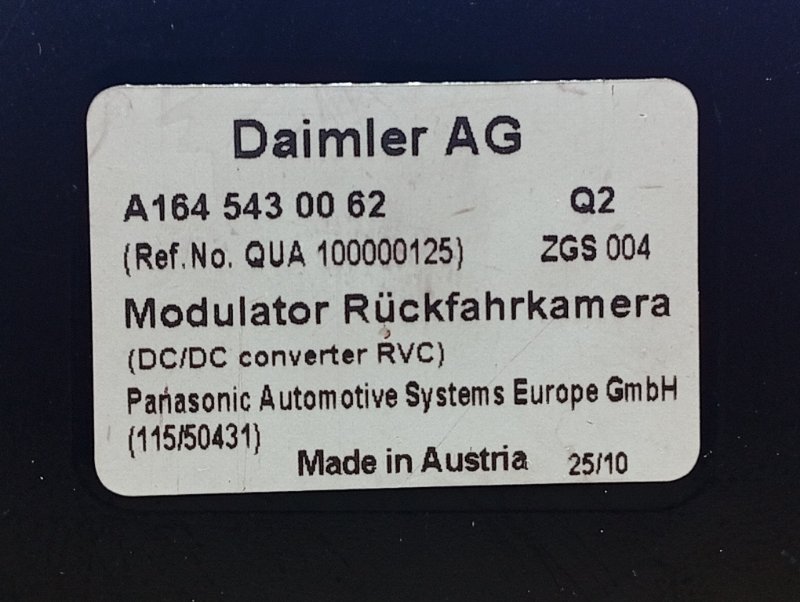 Daimler AG
A164 543 00 62 Q2
(Ref.No. QUA 100000125) ZGS 004
Modulator Rückfahrkamera
(DC/DC converter RVC)
Panasonic Automotive Systems Europe GmbH
(115/50431)
Made in Austria 25/10